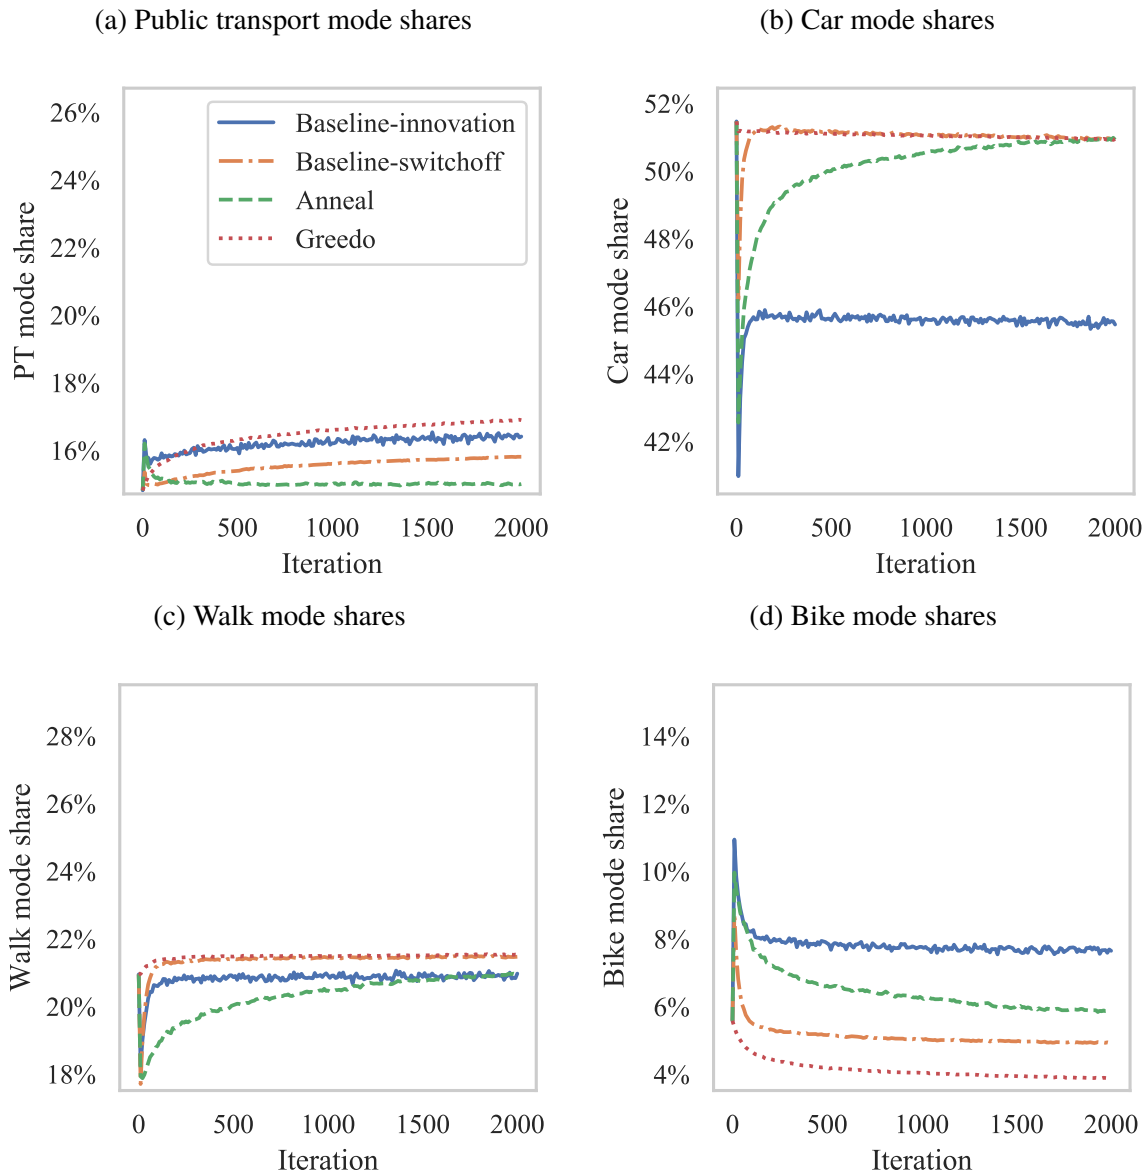 (a) Public transport mode shares
26%
24%
22%
20%
18%
16%
PT mode share
Baseline-innovation
Baseline-switchoff
Anneal
Greedo
0 500 1000 1500 2000
Iteration
(b) Car mode shares
52%
50%
48%
46%
44%
42%
Car mode share
0 500 1000 1500 2000
Iteration
(c) Walk mode shares
28%
26%
24%
22%
20%
18%
Walk mode share
0 500 1000 1500 2000
Iteration
(d) Bike mode shares
14%
12%
10%
8%
6%
4%
Bike mode share
0 500 1000 1500 2000
Iteration